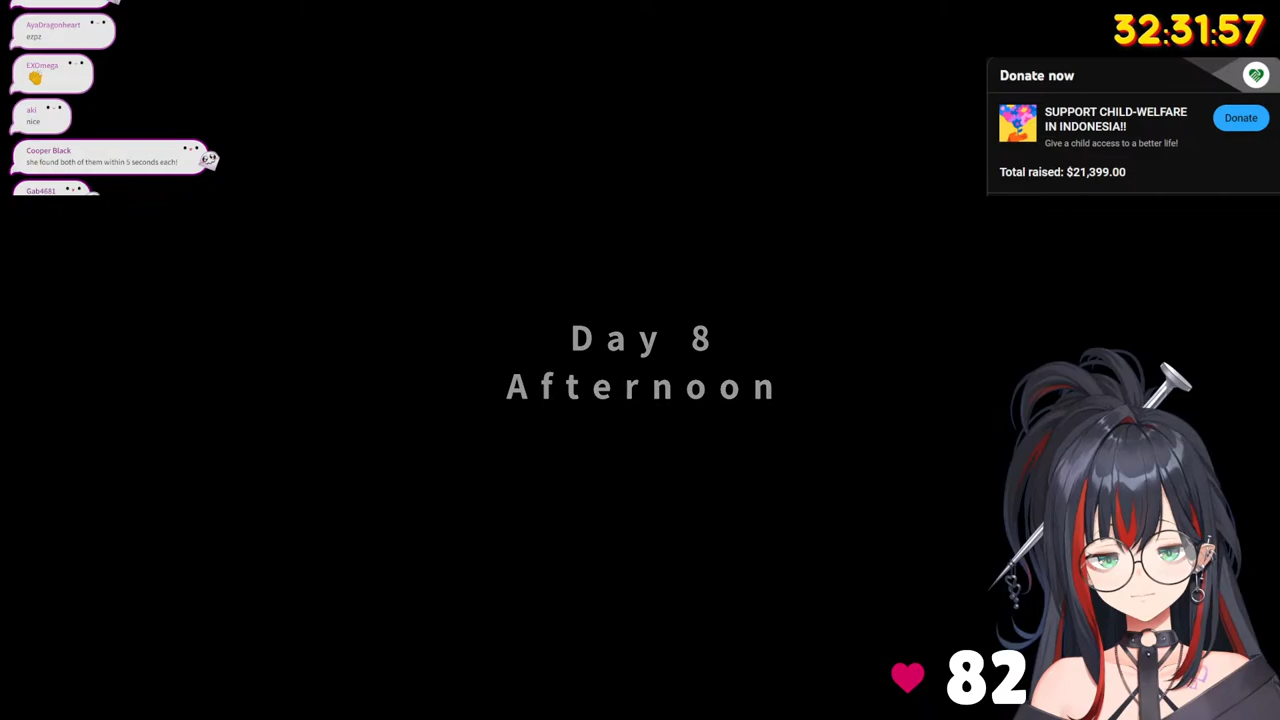 AyaDragonheart
ezpz
EXOmega
aki
nice
Cooper Black
she found both of them within 5 seconds each!
Gab4681
32:31:57
Donate now
SUPPORT CHILD-WELFARE
IN INDONESIA!!
Donate
Give a child access to a better life!
Total raised: $21,399.00
Day 8
Afternoon
82